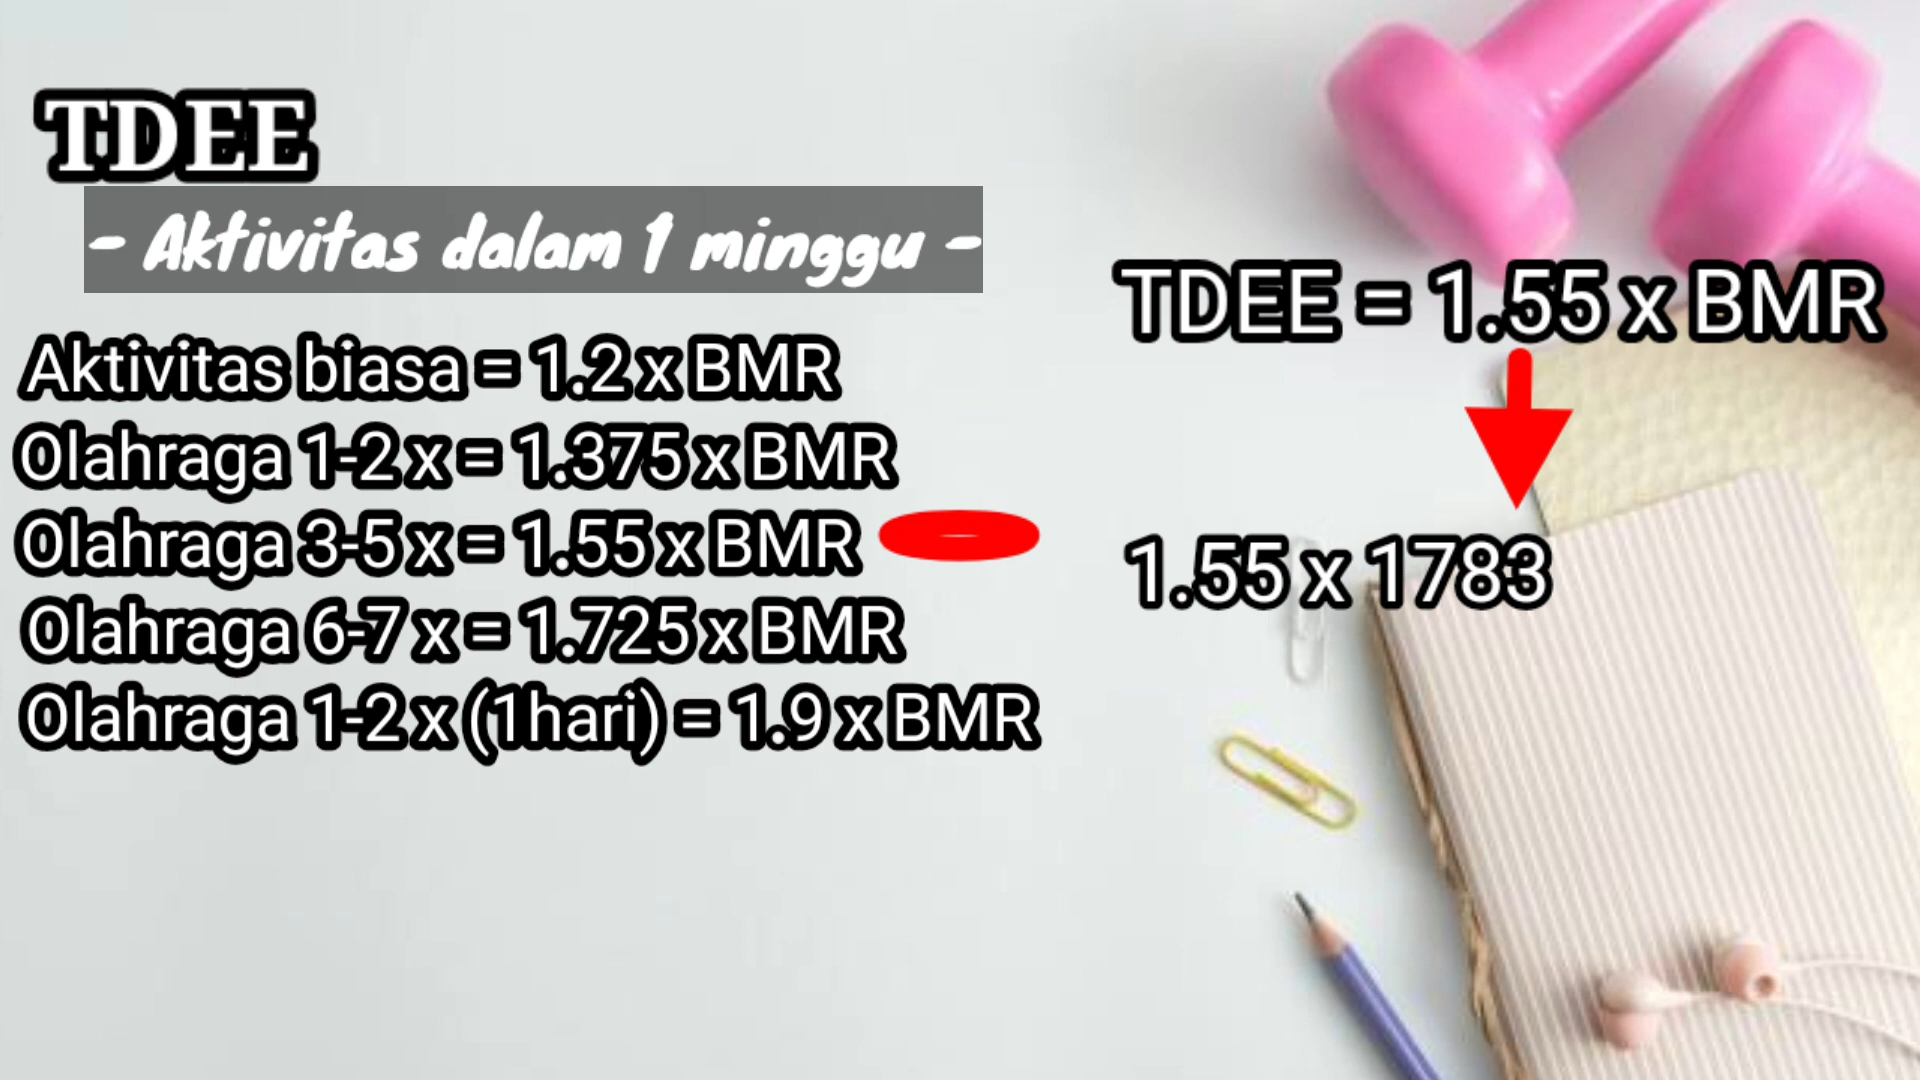 TDEE
- Aktivitas dalam 1 minggu -
Aktivitas biasa = 1.2 x BMR
Olahraga 1-2 x = 1.375 x BMR
Olahraga 3-5 x = 1.55 x BMR
Olahraga 6-7 x = 1.725 x BMR
Olahraga 1-2 x (1hari) = 1.9 x BMR
TDEE = 1.55 x BMR
1.55 x 1783